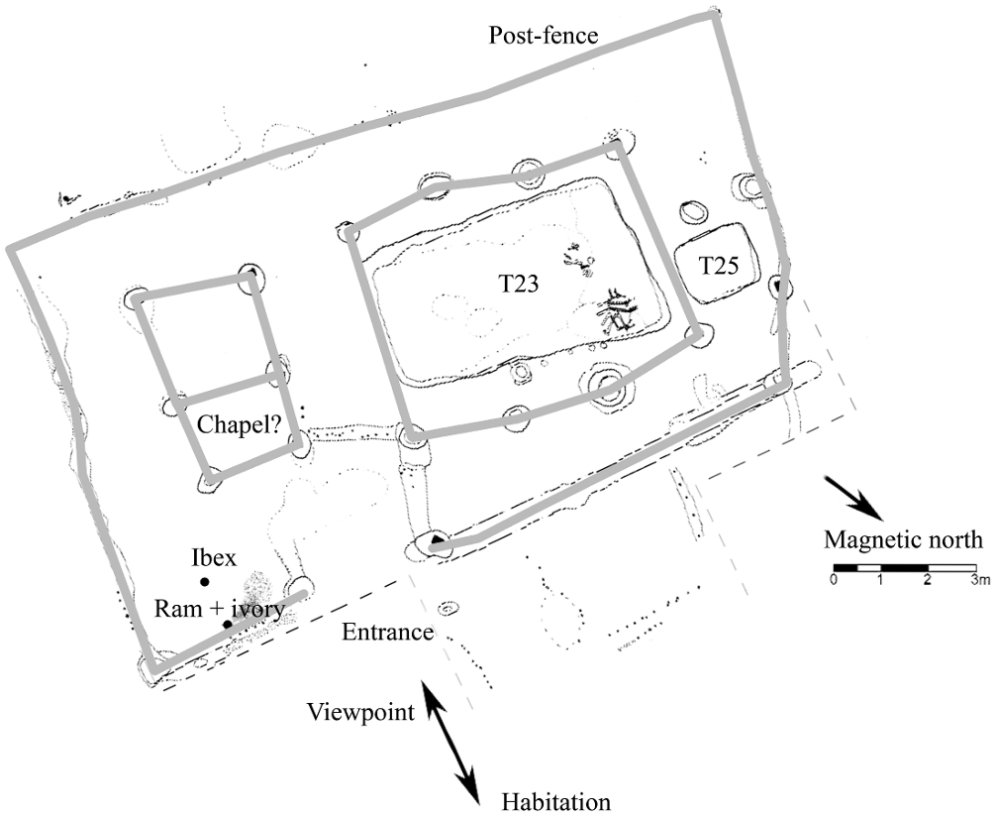 Post-fence
T23
T25
Chapel?
Ibex
Ram + ivory
Entrance
Magnetic north
0 1 2 3m
Viewpoint
Habitation